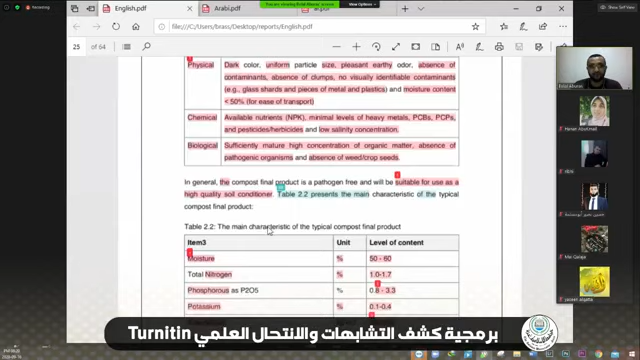 Recording
View Options
English.pdf
Arabi.pdf
file:///C:/Users/brass/Desktop/reports/English.pdf
25 of 64
Physical
Dark color, uniform particle size, pleasant earthy odor, absence of
contaminants, absence of clumps, no visually identifiable contaminants
(e.g., glass shards and pieces of metal and plastics) and moisture content
< 50% (for ease of transport)
Chemical
Available nutrients (NPK), minimal levels of heavy metals, PCBs, PCPs,
and pesticides/herbicides and low salinity concentration.
Biological
Sufficiently mature high concentration of organic matter, absence of
pathogenic organisms and absence of weed/crop seeds.
In general, the compost final product is a pathogen free and will be suitable for use as a
high quality soil conditioner. Table 2.2 presents the main characteristic of the typical
compost final product:
Table 2.2: The main characteristic of the typical compost final product
Item3 Unit Level of content
Moisture % 50 - 60
Total Nitrogen % 1.0-1.7
Phosphorous as P2O5 % 0.8 - 3.3
Potassium % 0.1-0.4
Hanan AbuUmail
Mai Qaraja
برمجية كشف التشابهات والانتحال العلمي Turnitin